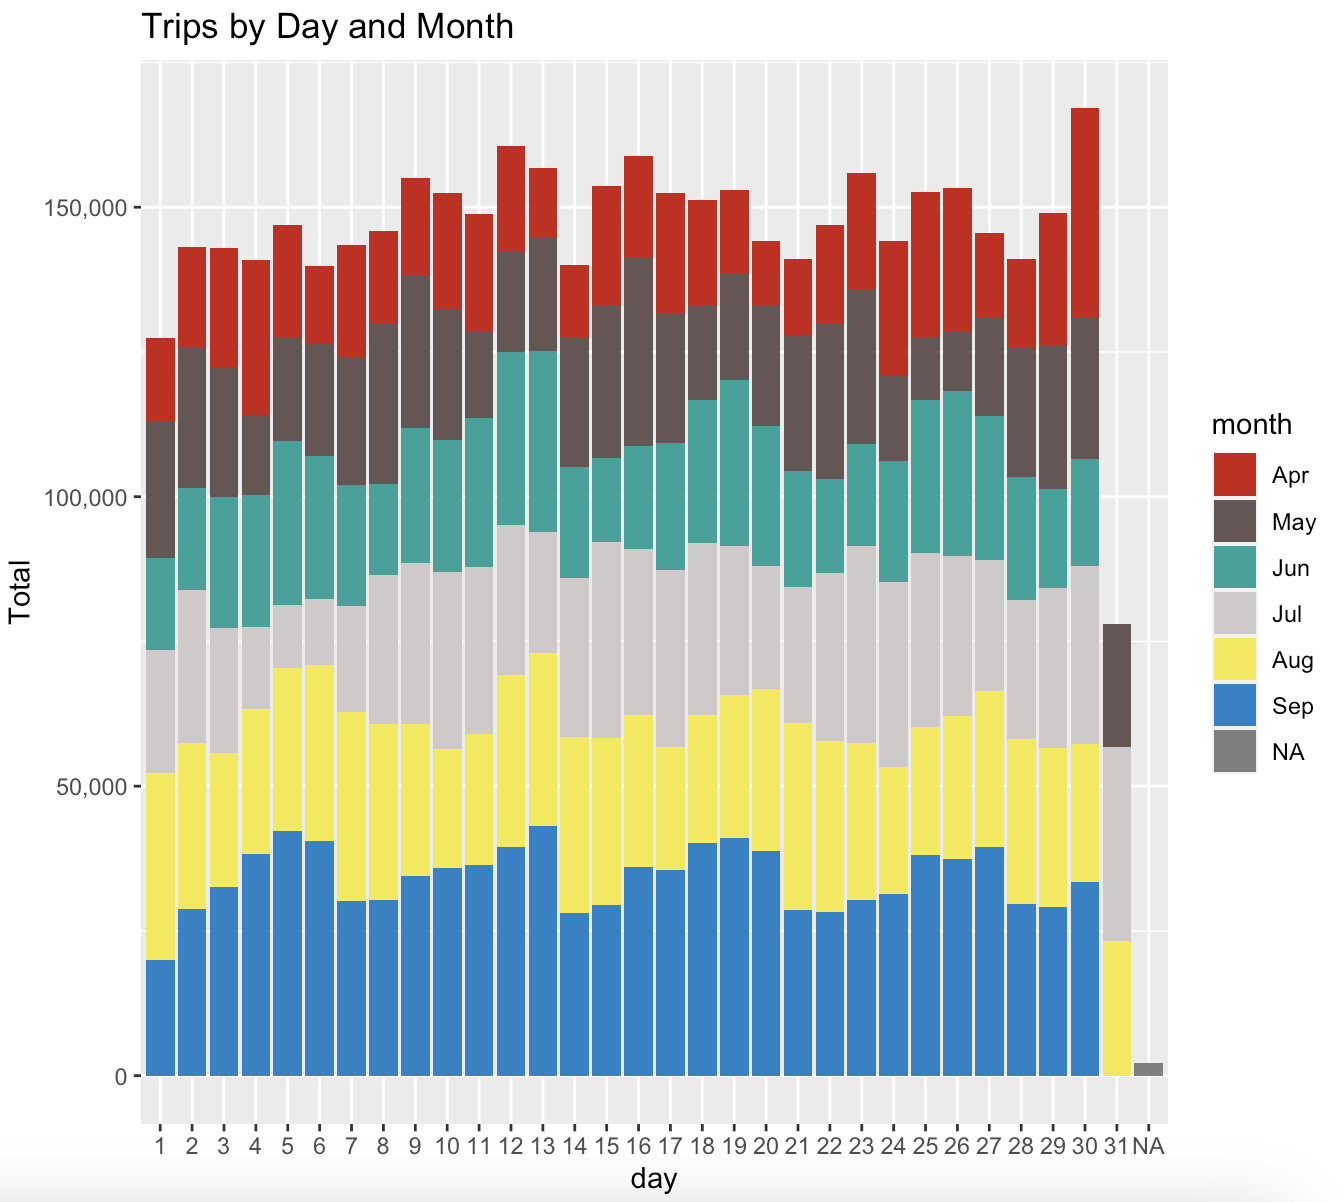 Trips by Day and Month
150,000
100,000
50,000
0
Total
1 2 3 4 5 6 7 8 9 10 11 12 13 14 15 16 17 18 19 20 21 22 23 24 25 26 27 28 29 30 31 NA
day
month
Apr
May
Jun
Jul
Aug
Sep
NA